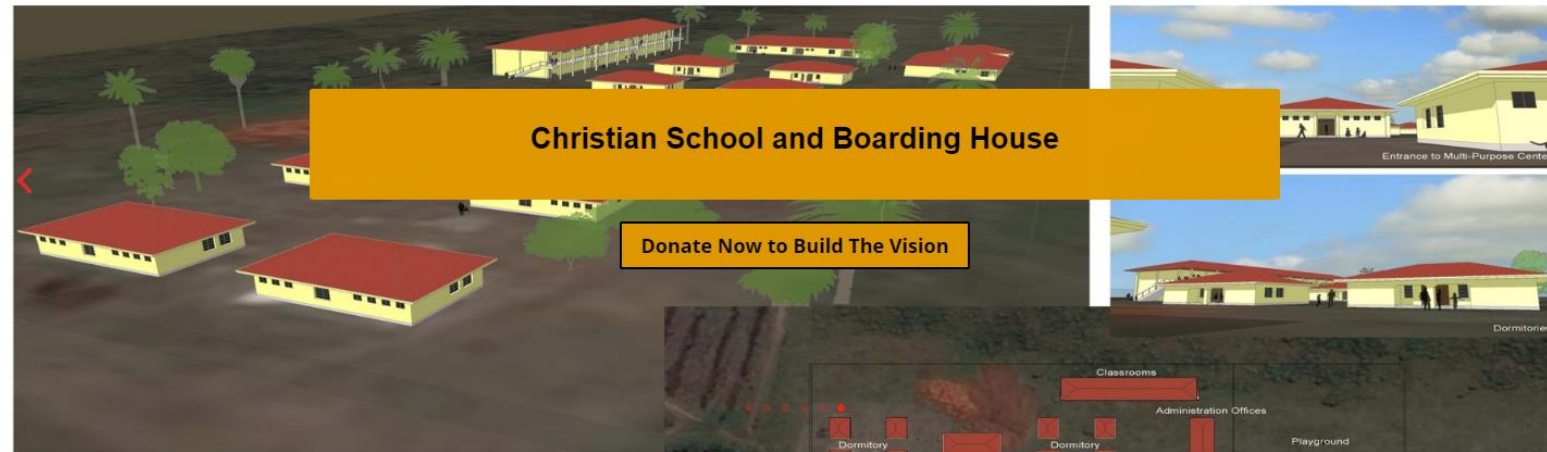 Christian School and Boarding House
Donate Now to Build The Vision
Entrance to Multi-Purpose Cente
Dormitorie
Classrooms
Administration Offices
Dormitory
Dormitory
Playground